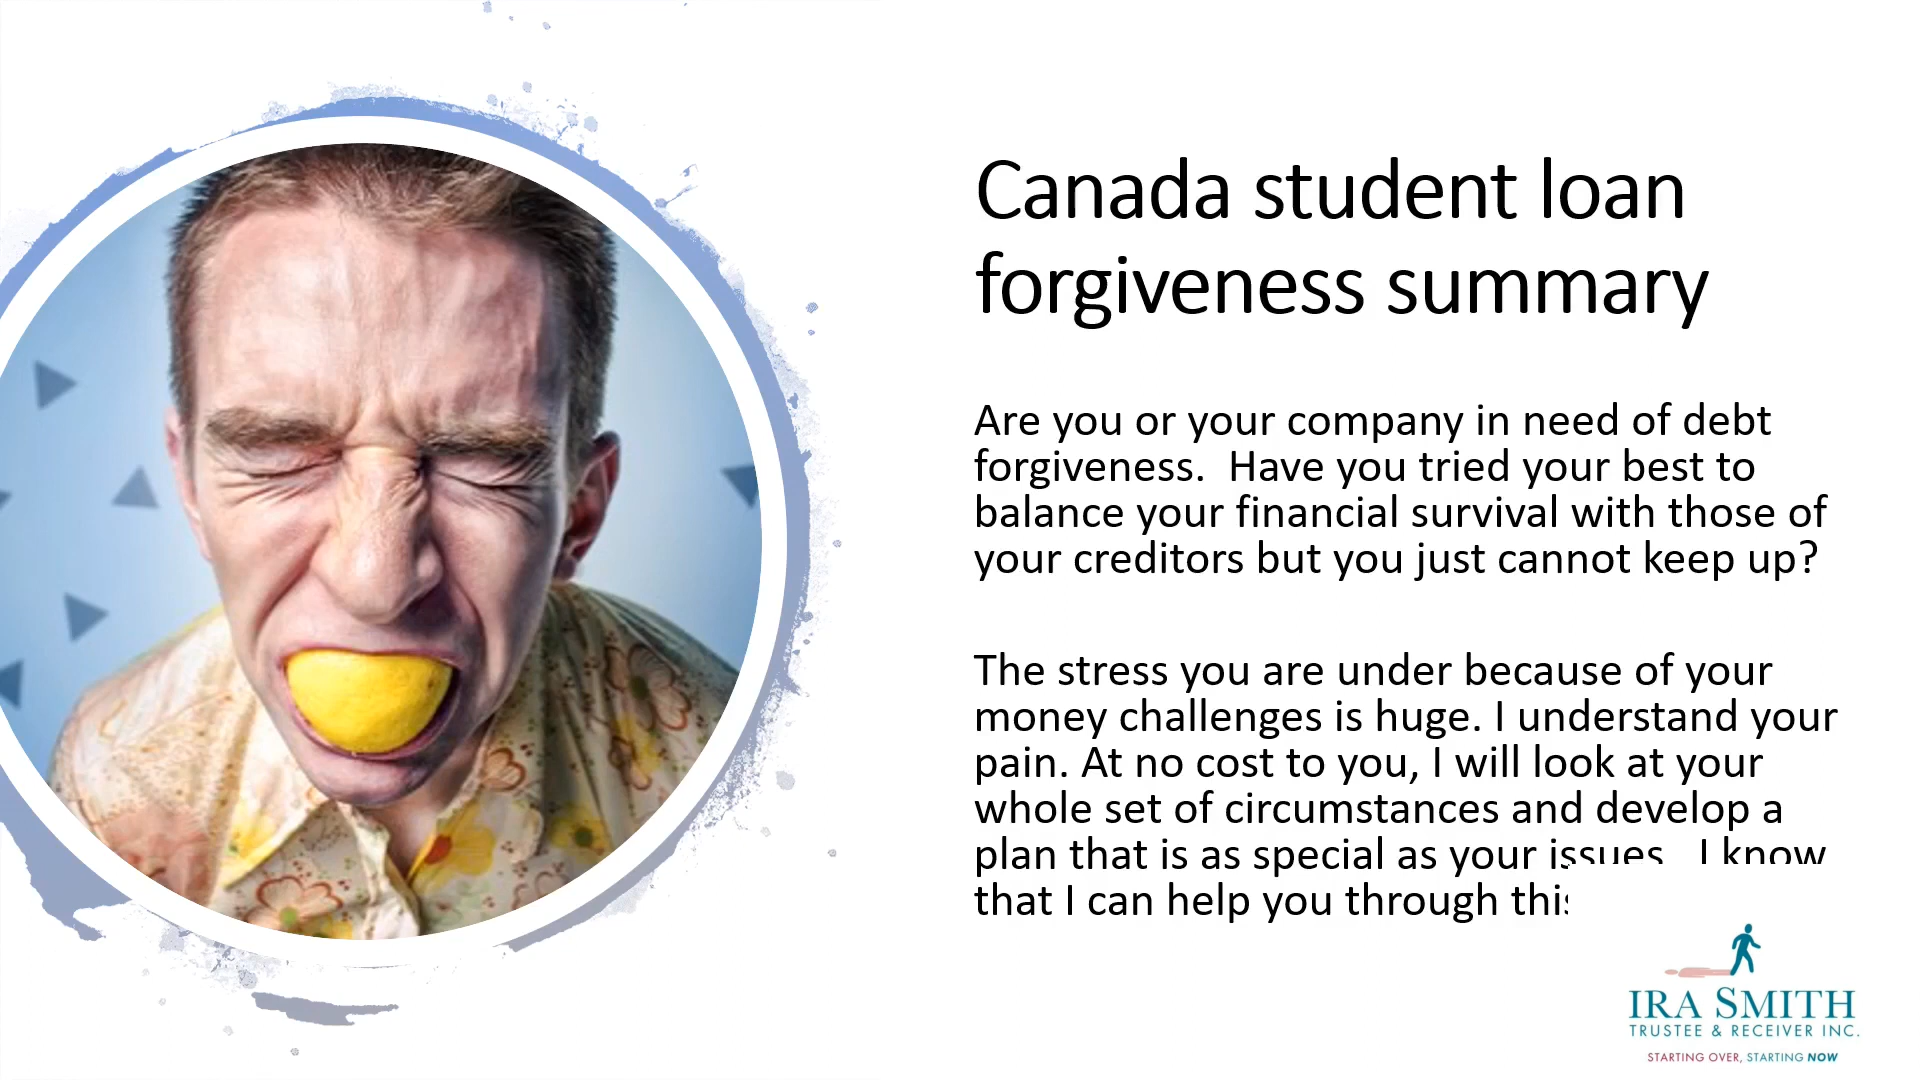 Canada student loan
forgiveness summary
Are you or your company in need of debt
forgiveness.  Have you tried your best to
balance your financial survival with those of
your creditors but you just cannot keep up?
The stress you are under because of your
money challenges is huge. I understand your
pain. At no cost to you, I will look at your
whole set of circumstances and develop a
plan that is as special as your issues   I know
that I can help you through this
IRA SMITH
TRUSTEE & RECEIVER INC.
STARTING OVER, STARTING NOW